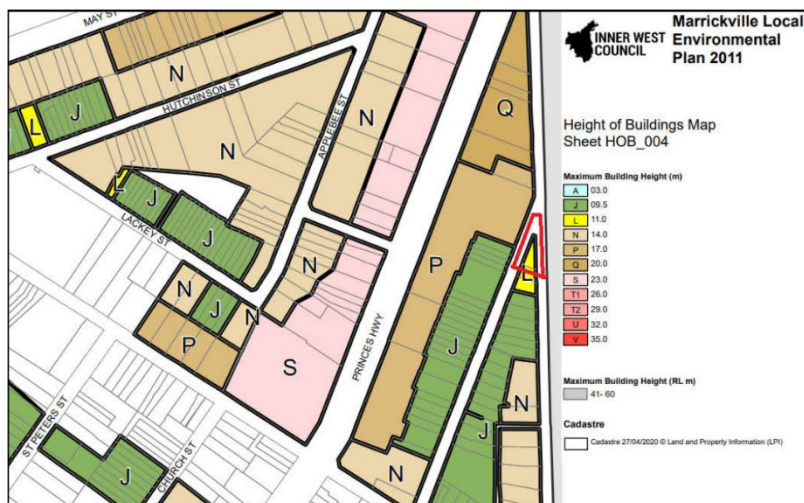 MAY ST
HUTCHINSON ST
APPLEBEE ST
LACKEY ST
PRINCES HWY
ST PETERS ST
CHURCH ST
N
J
L
N
N
Q
L
J
J
N
P
L
N
J
N
P
S
J
N
J
J
N
INNER WEST
COUNCIL
Marrickville Local
Environmental
Plan 2011
Height of Buildings Map
Sheet HOB_004
Maximum Building Height (m)
A 03.0
J 09.5
L 11.0
N 14.0
P 17.0
Q 20.0
S 23.0
T1 26.0
T2 29.0
U 32.0
V 35.0
Maximum Building Height (RL m)
41- 60
Cadastre
Cadastre 27/04/2020 © Land and Property Information (LPI)